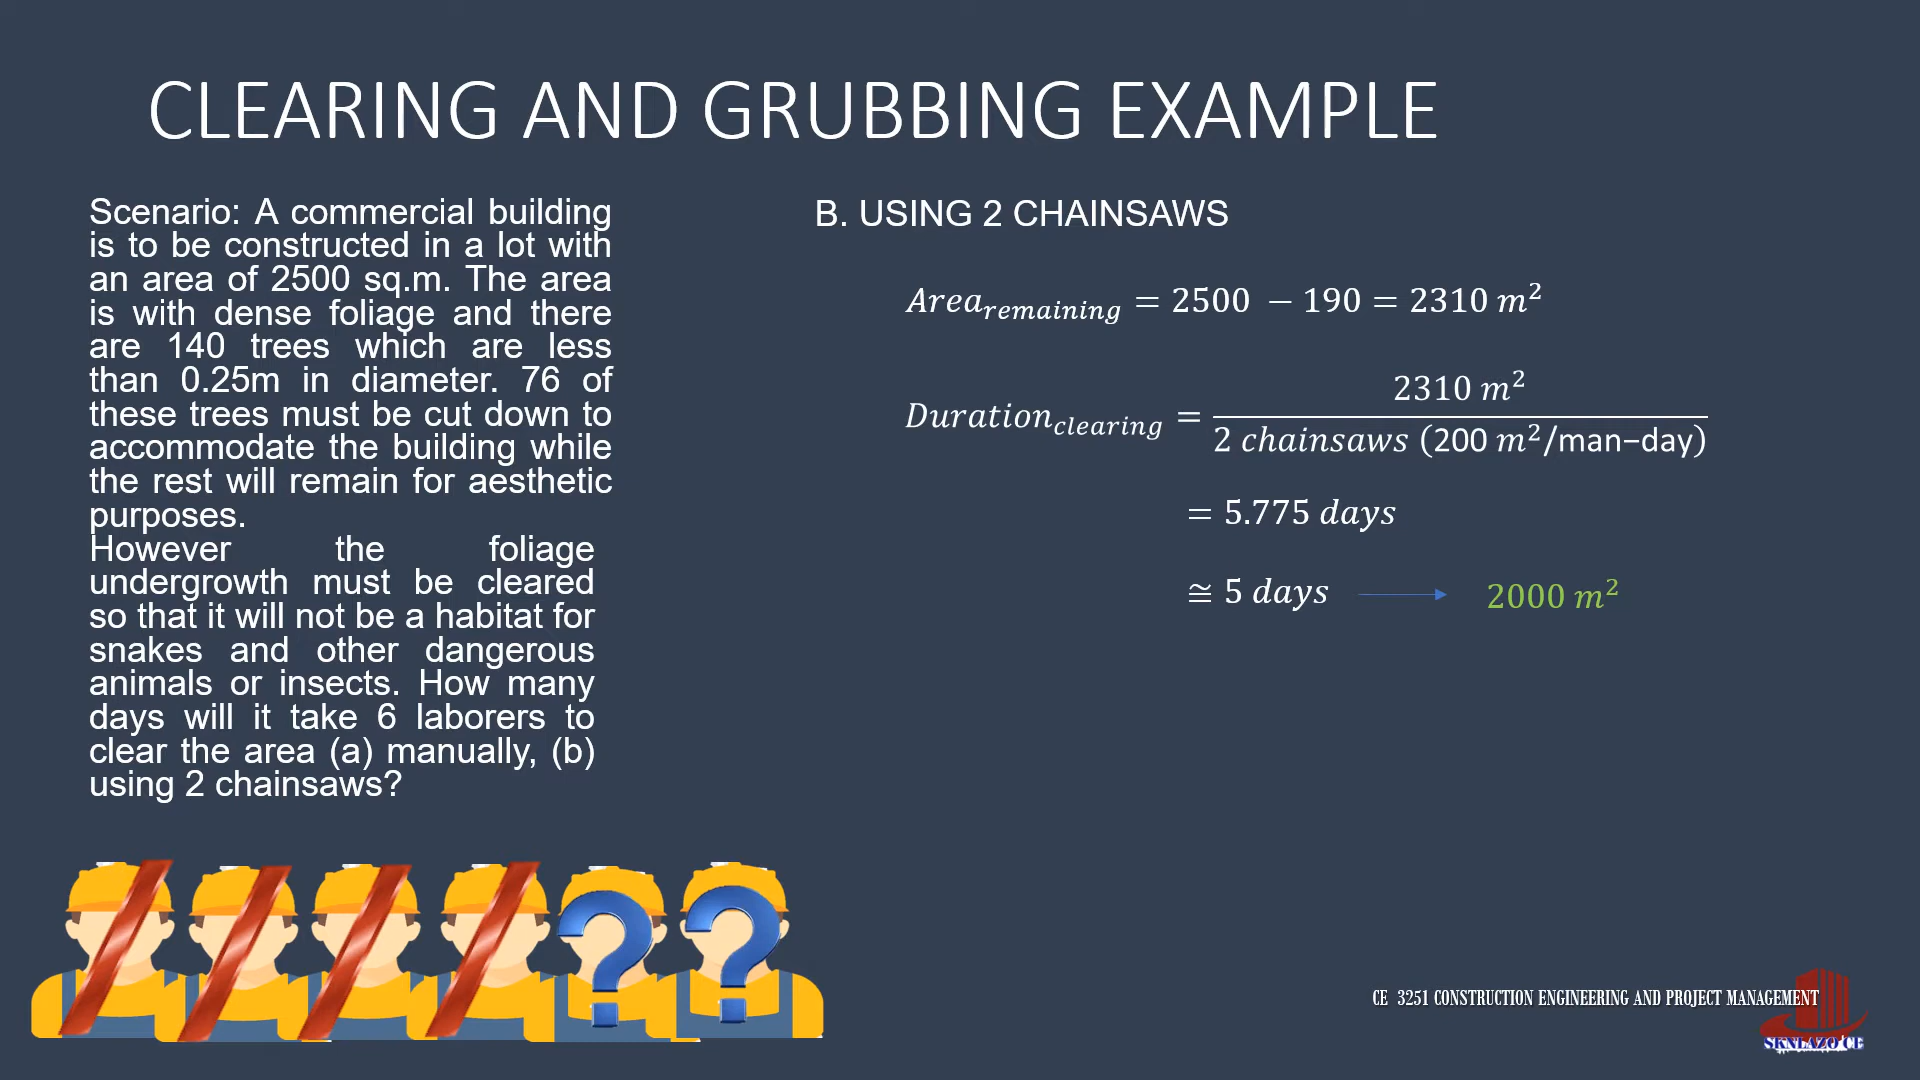 CLEARING AND GRUBBING EXAMPLE
Scenario: A commercial building
is to be constructed in a lot with
an area of 2500 sq.m. The area
is with dense foliage and there
are 140 trees which are less
than 0.25m in diameter. 76 of
these trees must be cut down to
accommodate the building while
the rest will remain for aesthetic
purposes.
However the foliage
undergrowth must be cleared
so that it will not be a habitat for
snakes and other dangerous
animals or insects. How many
days will it take 6 laborers to
clear the area (a) manually, (b)
using 2 chainsaws?
B. USING 2 CHAINSAWS
Area_remaining = 2500 − 190 = 2310 m²
Duration_clearing = 2310 m² / 2 chainsaws (200 m²/man−day)
= 5.775 days
≅ 5 days 2000 m²
? ?
CE 3251 CONSTRUCTION ENGINEERING AND PROJECT MANAGEMENT
SKNLAZO CE